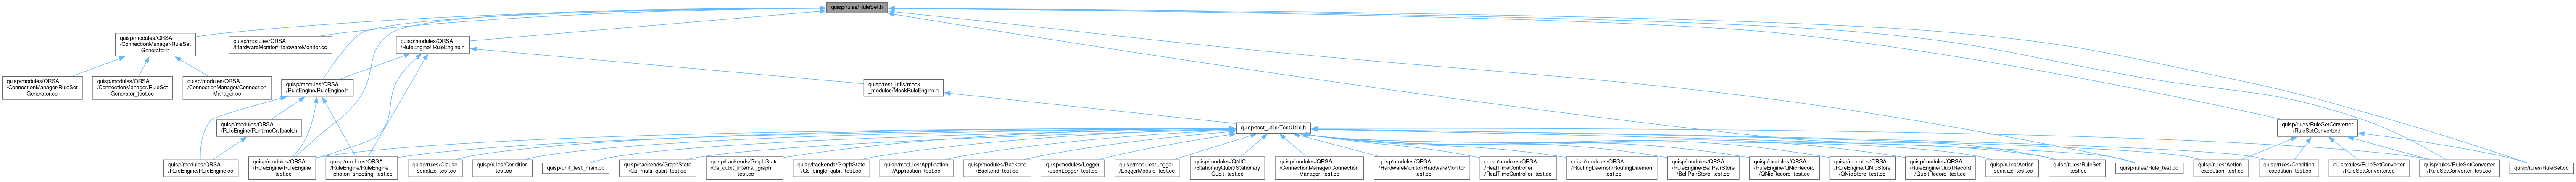 quisp/rules/RuleSet.h
quisp/modules/QRSA
/ConnectionManager/RuleSet
Generator.h
quisp/modules/QRSA
/HardwareMonitor/HardwareMonitor.cc
quisp/modules/QRSA
/RuleEngine/IRuleEngine.h
quisp/modules/QRSA
/ConnectionManager/RuleSet
Generator.cc
quisp/modules/QRSA
/ConnectionManager/RuleSet
Generator_test.cc
quisp/modules/QRSA
/ConnectionManager/Connection
Manager.cc
quisp/modules/QRSA
/RuleEngine/RuleEngine.h
quisp/test_utils/mock
_modules/MockRuleEngine.h
quisp/modules/QRSA
/RuleEngine/RuntimeCallback.h
quisp/test_utils/TestUtils.h
quisp/rules/RuleSetConverter
/RuleSetConverter.h
quisp/modules/QRSA
/RuleEngine/RuleEngine.cc
quisp/modules/QRSA
/RuleEngine/RuleEngine
_test.cc
quisp/modules/QRSA
/RuleEngine/RuleEngine
_photon_shooting_test.cc
quisp/rules/Clause
_serialize_test.cc
quisp/rules/Condition
_test.cc
quisp/unit_test_main.cc
quisp/backends/GraphState
/Gs_multi_qubit_test.cc
quisp/backends/GraphState
/Gs_qubit_internal_graph
_test.cc
quisp/backends/GraphState
/Gs_single_qubit_test.cc
quisp/modules/Application
/Application_test.cc
quisp/modules/Backend
/Backend_test.cc
quisp/modules/Logger
/JsonLogger_test.cc
quisp/modules/Logger
/LoggerModule_test.cc
quisp/modules/QNIC
/StationaryQubit/Stationary
Qubit_test.cc
quisp/modules/QRSA
/ConnectionManager/Connection
Manager_test.cc
quisp/modules/QRSA
/HardwareMonitor/HardwareMonitor
_test.cc
quisp/modules/QRSA
/RealTimeController
/RealTimeController_test.cc
quisp/modules/QRSA
/RoutingDaemon/RoutingDaemon
_test.cc
quisp/modules/QRSA
/RuleEngine/BellPairStore
/BellPairStore_test.cc
quisp/modules/QRSA
/RuleEngine/QNicRecord
/QNicRecord_test.cc
quisp/modules/QRSA
/RuleEngine/QNicStore
/QNicStore_test.cc
quisp/modules/QRSA
/RuleEngine/QubitRecord
/QubitRecord_test.cc
quisp/rules/Action
_serialize_test.cc
quisp/rules/RuleSet
_test.cc
quisp/rules/Rule_test.cc
quisp/rules/Action
_execution_test.cc
quisp/rules/Condition
_execution_test.cc
quisp/rules/RuleSetConverter
/RuleSetConverter.cc
quisp/rules/RuleSetConverter
/RuleSetConverter_test.cc
quisp/rules/RuleSet.cc